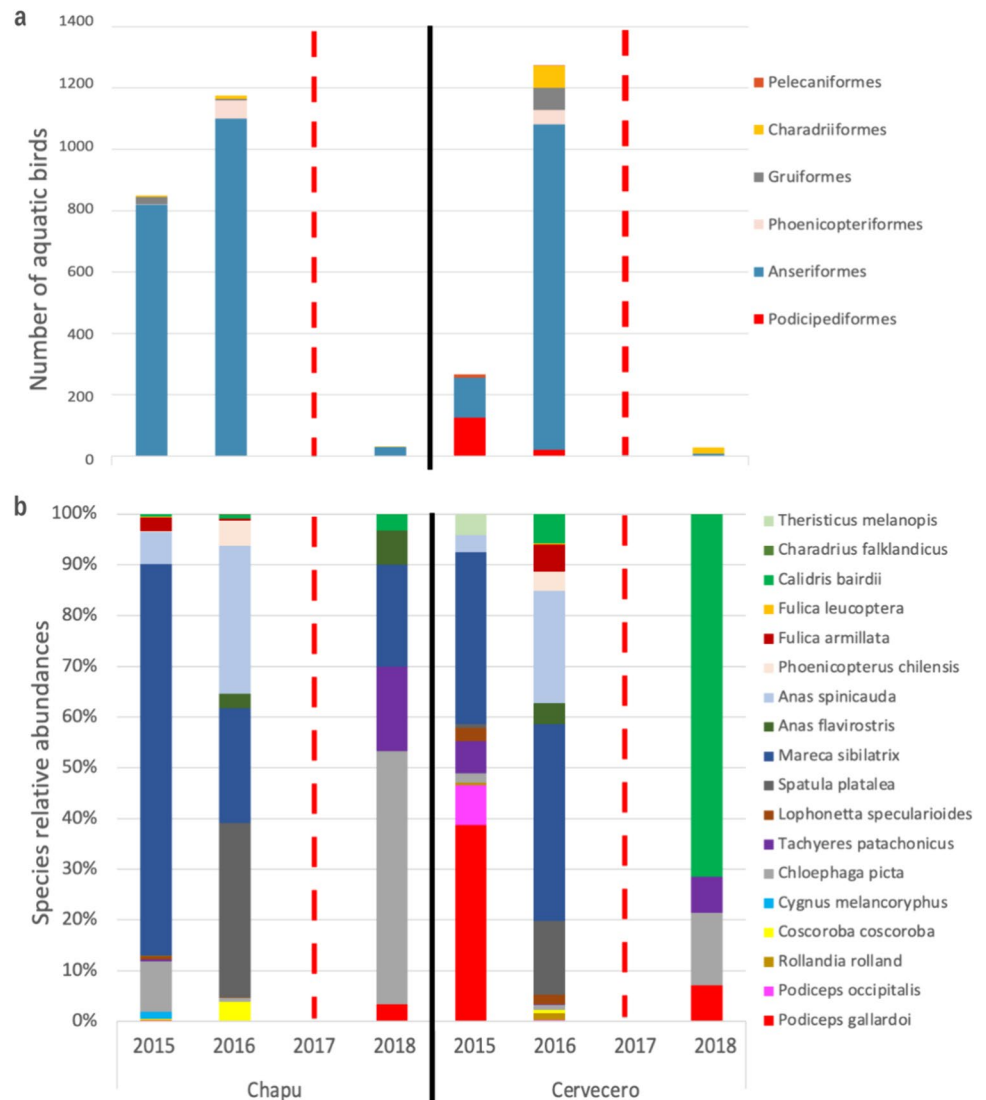 a
1400
1200
1000
800
600
400
200
0
Number of aquatic birds
Pelecaniformes
Charadriiformes
Gruiformes
Phoenicopteriformes
Anseriformes
Podicipediformes
b
100%
90%
80%
70%
60%
50%
40%
30%
20%
10%
0%
Species relative abundances
Theristicus melanopis
Charadrius falklandicus
Calidris bairdii
Fulica leucoptera
Fulica armillata
Phoenicopterus chilensis
Anas spinicauda
Anas flavirostris
Mareca sibilatrix
Spatula platalea
Lophonetta specularioides
Tachyeres patachonicus
Chloephaga picta
Cygnus melancoryphus
Coscoroba coscoroba
Rollandia rolland
Podiceps occipitalis
Podiceps gallardoi
2015 2016 2017 2018 2015 2016 2017 2018
Chapu Cervecero